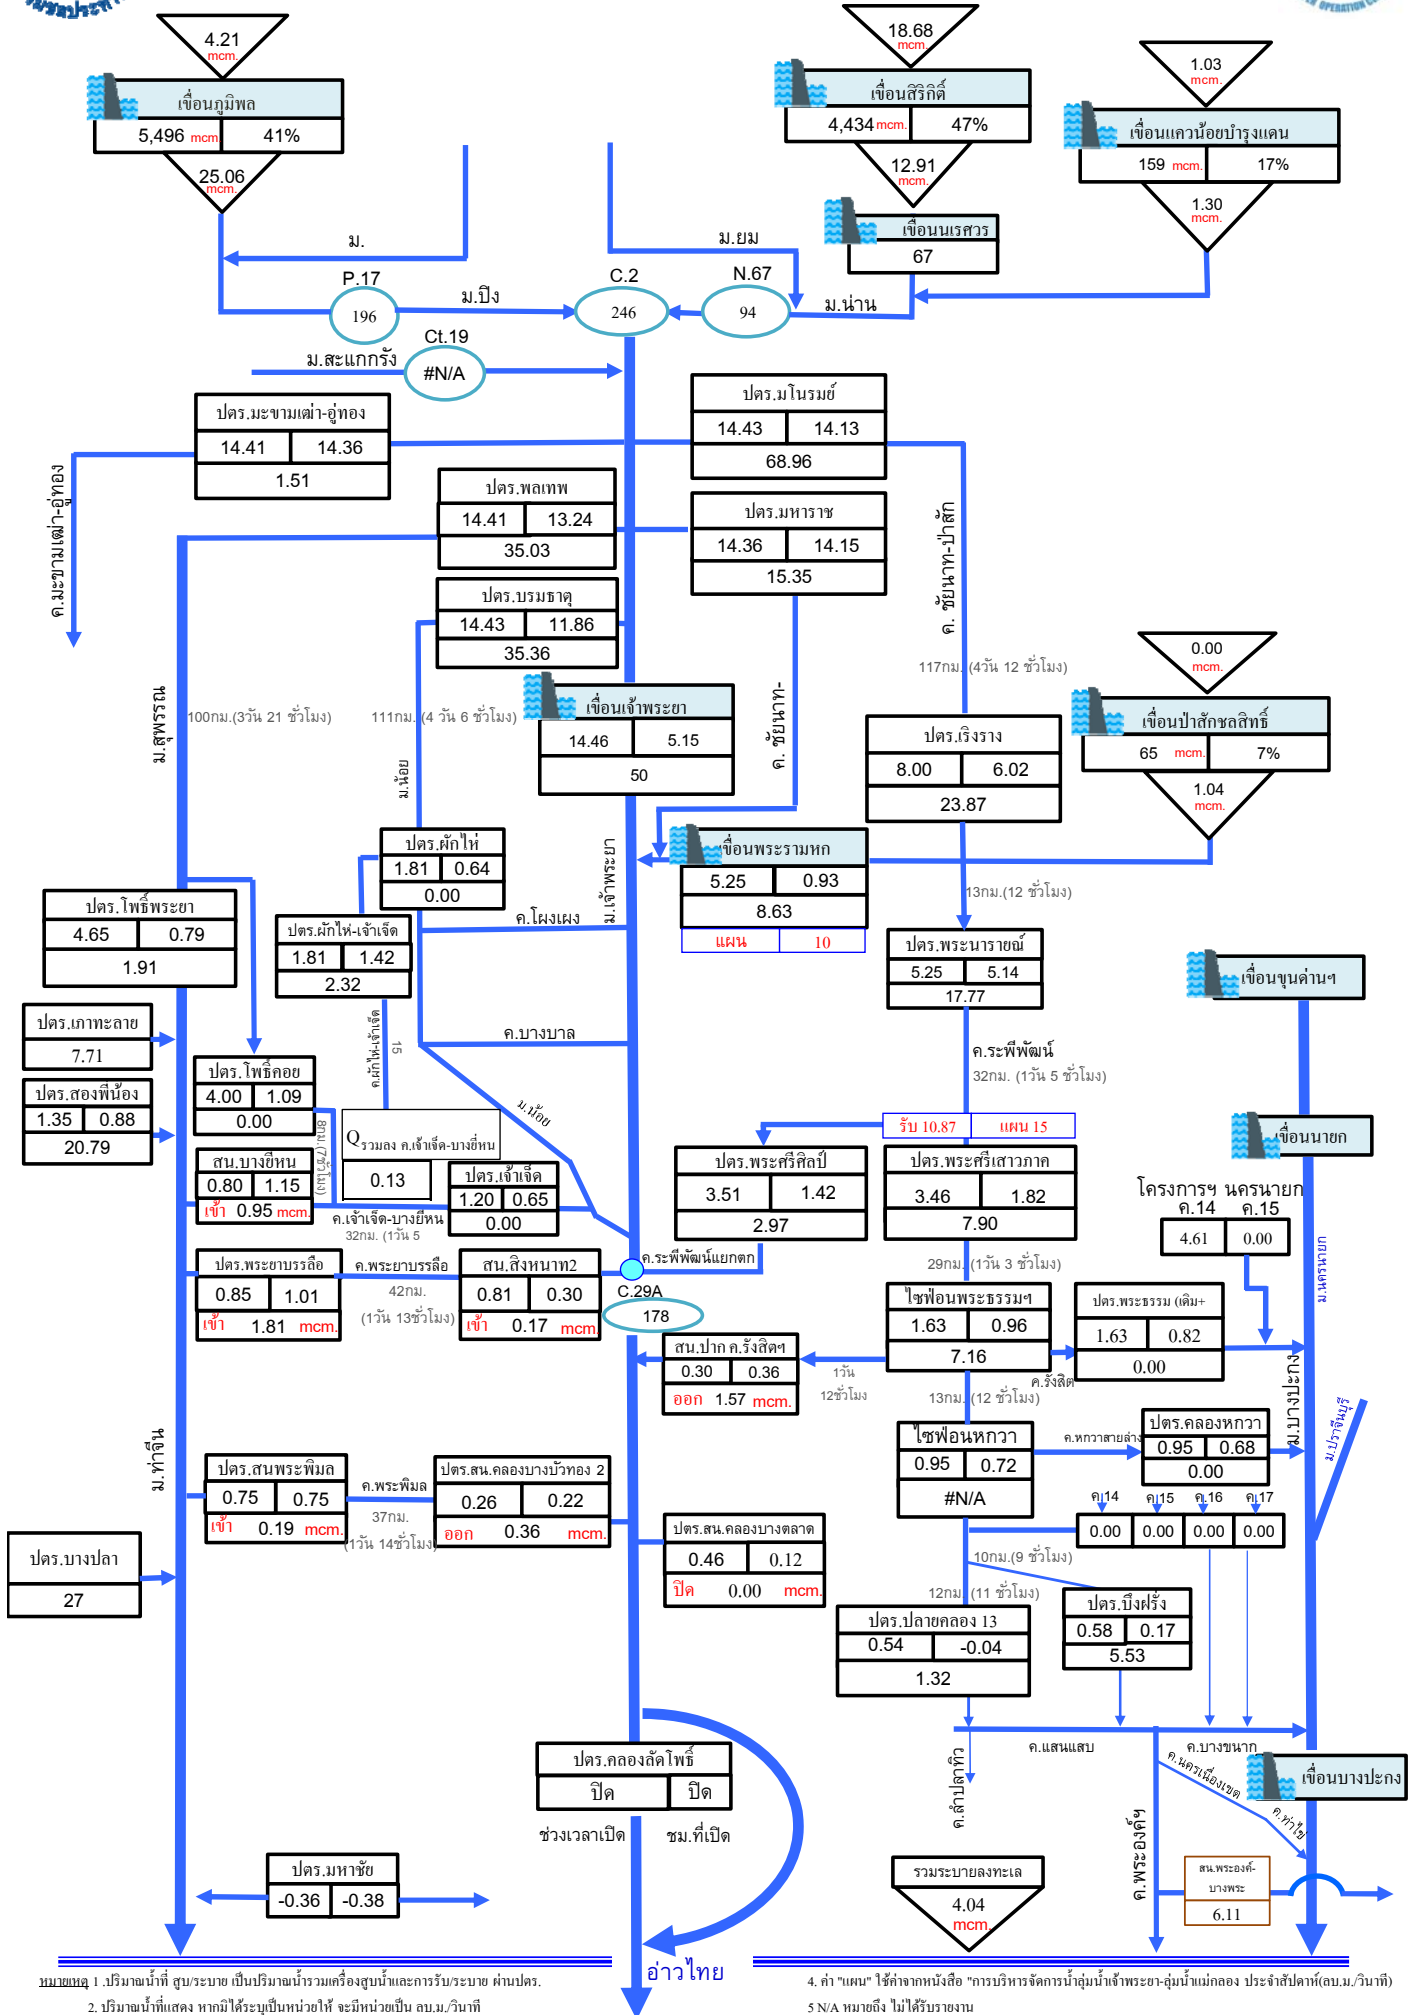 4.21
mcm.
เขื่อนภูมิพล
5,496 mcm 41%
25.06
mcm.
18.68
mcm.
เขื่อนสิริกิติ์
4,434 mcm. 47%
12.91
mcm.
1.03
mcm.
เขื่อนแควน้อยบำรุงแดน
159 mcm. 17%
1.30
mcm.
เขื่อนนเรศวร
67
ม.
ม.ยม
P.17
196
ม.ปิง
C.2
246
N.67
94
ม.น่าน
Ct.19
ม.สะแกกรัง
#N/A
ปตร.มะขามเฒ่า-อู่ทอง
14.41 14.36
1.51
ปตร.มโนรมย์
14.43 14.13
68.96
ค.มะขามเฒ่า-อู่ทอง
ปตร.พลเทพ
14.41 13.24
35.03
ปตร.มหาราช
14.36 14.15
15.35
ค. ชัยนาท-ป่าสัก
ปตร.บรมธาตุ
14.43 11.86
35.36
117กม. (4วัน 12 ชั่วโมง)
0.00
mcm.
ม.สุพรรณ
100กม.(3วัน 21 ชั่วโมง)
111กม. (4 วัน 6 ชั่วโมง)
ม.น้อย
เขื่อนเจ้าพระยา
14.46 5.15
50
ค. ชัยนาท-
ปตร.เริงราง
8.00 6.02
23.87
เขื่อนป่าสักชลสิทธิ์
65 mcm. 7%
1.04
mcm.
ปตร.ผักไห่
1.81 0.64
0.00
ม.เจ้าพระยา
เขื่อนพระรามหก
5.25 0.93
8.63
แผน 10
13กม.(12 ชั่วโมง)
ปตร.โพธิ์พระยา
4.65 0.79
1.91
ปตร.ผักไห่-เจ้าเจ็ด
1.81 1.42
2.32
ค.โผงเผง
ปตร.พระนารายณ์
5.25 5.14
17.77
เขื่อนขุนด่านฯ
ปตร.เภาทะลาย
7.71
ค.ผักไห่-เจ้าเจ็ด
15
ค.บางบาล
ค.ระพีพัฒน์
32กม. (1วัน 5 ชั่วโมง)
ปตร.โพธิ์คอย
4.00 1.09
0.00
ปตร.สองพี่น้อง
1.35 0.88
20.79
8กม.(7ชั่วโมง)
Qรวมลง ค.เจ้าเจ็ด-บางยี่หน
0.13
ม.น้อย
รับ 10.87 แผน 15
เขื่อนนายก
สน.บางยี่หน
0.80 1.15
เข้า 0.95 mcm.
ปตร.เจ้าเจ็ด
1.20 0.65
0.00
ค.เจ้าเจ็ด-บางยี่หน
32กม. (1วัน 5
ปตร.พระศรีศิลป์
3.51 1.42
2.97
ปตร.พระศรีเสาวภาค
3.46 1.82
7.90
โครงการฯ นครนายก
ค.14 ค.15
4.61 0.00
ม.นครนายก
ปตร.พระยาบรรลือ
0.85 1.01
เข้า 1.81 mcm.
ค.พระยาบรรลือ
42กม.
(1วัน 13ชั่วโมง)
สน.สิงหนาท2
0.81 0.30
เข้า 0.17 mcm.
ค.ระพีพัฒน์แยกตก
C.29A
178
29กม. (1วัน 3 ชั่วโมง)
ไซฟ่อนพระธรรมฯ
1.63 0.96
7.16
ปตร.พระธรรม (เดิม+
1.63 0.82
0.00
สน.ปาก ค.รังสิตฯ
0.30 0.36
ออก 1.57 mcm.
1วัน
12ชั่วโมง
13กม. (12 ชั่วโมง)
ค.รังสิต
ม.บางปะกง
ม.ปราจีนบุรี
ม.ท่าจีน
ไซฟ่อนหกวา
0.95 0.72
#N/A
ค.หกวาสายล่าง
ปตร.คลองหกวา
0.95 0.68
0.00
ปตร.สนพระพิมล
0.75 0.75
เข้า 0.19 mcm.
ค.พระพิมล
37กม.
(1วัน 14ชั่วโมง)
ปตร.สน.คลองบางบัวทอง 2
0.26 0.22
ออก 0.36 mcm.
ค.14 ค.15 ค.16 ค.17
0.00 0.00 0.00 0.00
ปตร.สน.คลองบางตลาด
0.46 0.12
ปิด 0.00 mcm.
ปตร.บางปลา
27
10กม.(9 ชั่วโมง)
12กม. (11 ชั่วโมง)
ปตร.ปลายคลอง 13
0.54 -0.04
1.32
ปตร.บึงฝรั่ง
0.58 0.17
5.53
ปตร.คลองลัดโพธิ์
ปิด ปิด
ช่วงเวลาเปิด ชม.ที่เปิด
ค.แสนแสบ
ค.บางขนาก
ค.ลำปลาทิว
ค.นครเนื่องเขต
เขื่อนบางปะกง
ค.ท่าไข่
ค.พระองค์ฯ
ปตร.มหาชัย
-0.36 -0.38
รวมระบายลงทะเล
4.04
mcm.
สน.พระองค์-
บางพระ
6.11
อ่าวไทย
หมายเหตุ 1 .ปริมาณน้ำที่ สูบ/ระบาย เป็นปริมาณน้ำรวมเครื่องสูบน้ำและการรับ/ระบาย ผ่านปตร.
2. ปริมาณน้ำที่แสดง หากมิได้ระบุเป็นหน่วยให้ จะมีหน่วยเป็น ลบ.ม./วินาที
4. ค่า "แผน" ใช้ค่าจากหนังสือ "การบริหารจัดการน้ำลุ่มน้ำเจ้าพระยา-ลุ่มน้ำแม่กลอง ประจำสัปดาห์(ลบ.ม./วินาที)
5 N/A หมายถึง ไม่ได้รับรายงาน